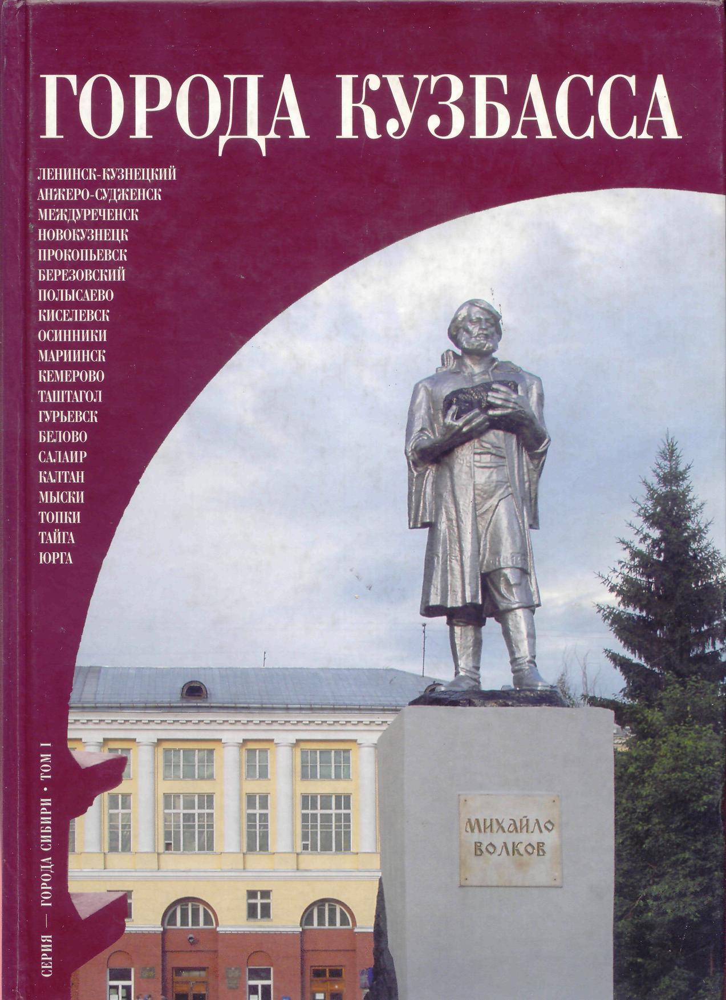 ГОРОДА КУЗБАССА
ЛЕНИНСК-КУЗНЕЦКИЙ
АНЖЕРО-СУДЖЕНСК
МЕЖДУРЕЧЕНСК
НОВОКУЗНЕЦК
ПРОКОПЬЕВСК
БЕРЕЗОВСКИЙ
ПОЛЫСАЕВО
КИСЕЛЕВСК
ОСИННИКИ
МАРИИНСК
КЕМЕРОВО
ТАШТАГОЛ
ГУРЬЕВСК
БЕЛОВО
САЛАИР
КАЛТАН
МЫСКИ
ТОПКИ
ТАЙГА
ЮРГА
СЕРИЯ — ГОРОДА СИБИРИ • ТОМ I
МИХАЙЛО
ВОЛКОВ